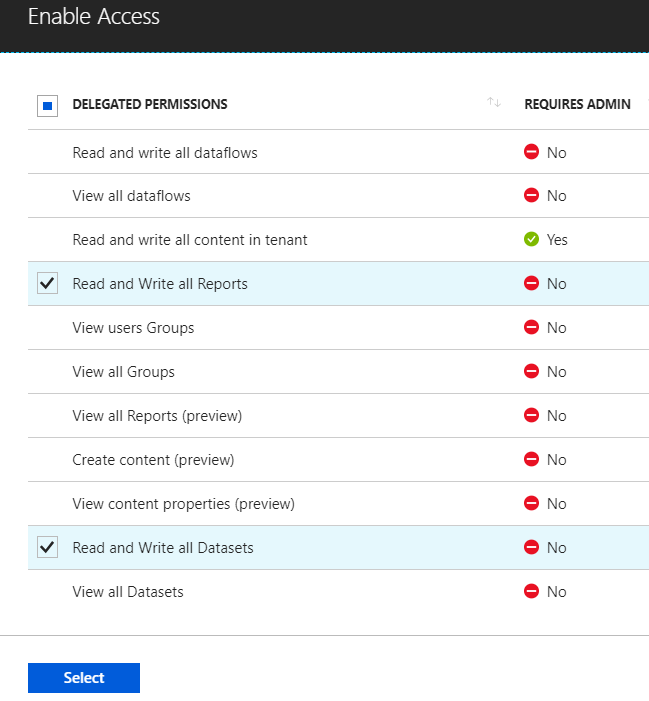 Enable Access
DELEGATED PERMISSIONS REQUIRES ADMIN
Read and write all dataflows No
View all dataflows No
Read and write all content in tenant Yes
Read and Write all Reports No
View users Groups No
View all Groups No
View all Reports (preview) No
Create content (preview) No
View content properties (preview) No
Read and Write all Datasets No
View all Datasets No
Select